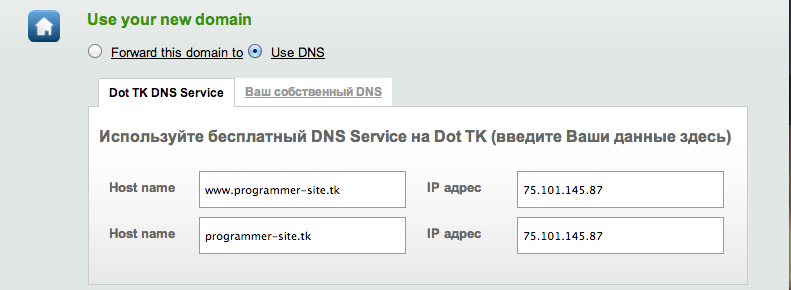 Use your new domain
Forward this domain to Use DNS
Dot TK DNS Service Ваш собственный DNS
Используйте бесплатный DNS Service на Dot TK (введите Ваши данные здесь)
Host name www.programmer-site.tk IP адрес 75.101.145.87
Host name programmer-site.tk IP адрес 75.101.145.87